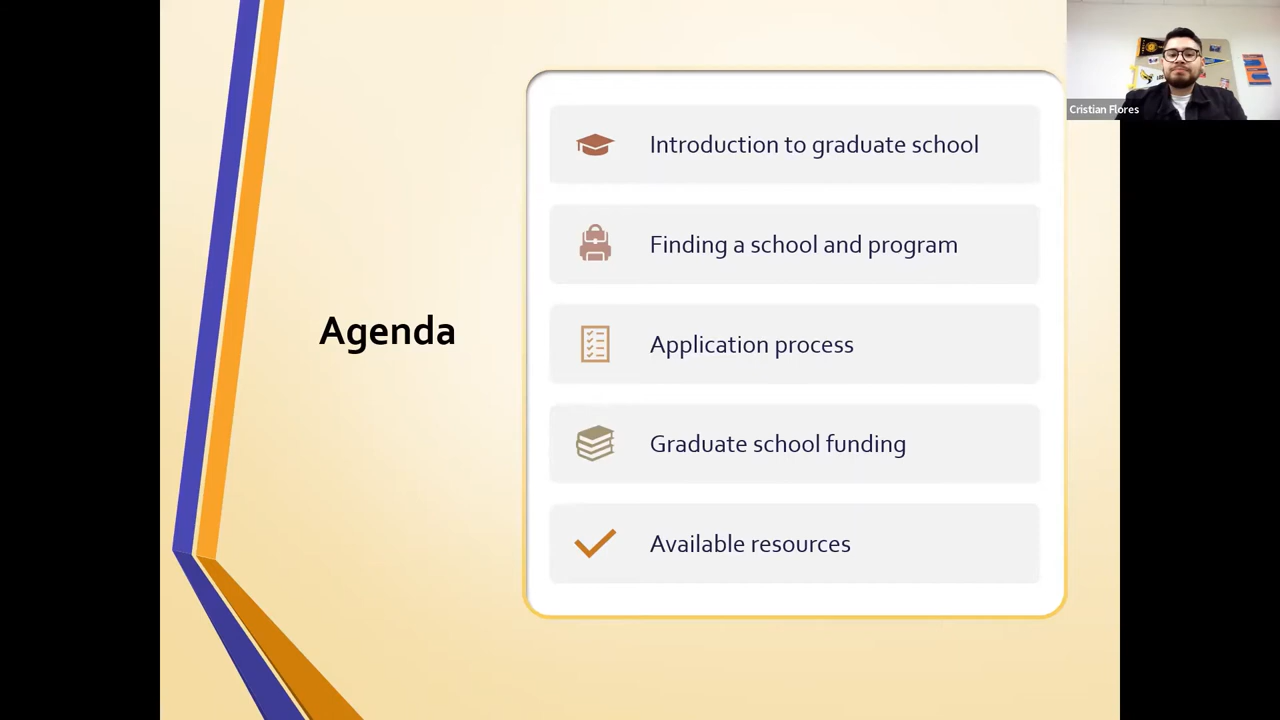 Agenda
Introduction to graduate school
Finding a school and program
Application process
Graduate school funding
Available resources
Cristian Flores